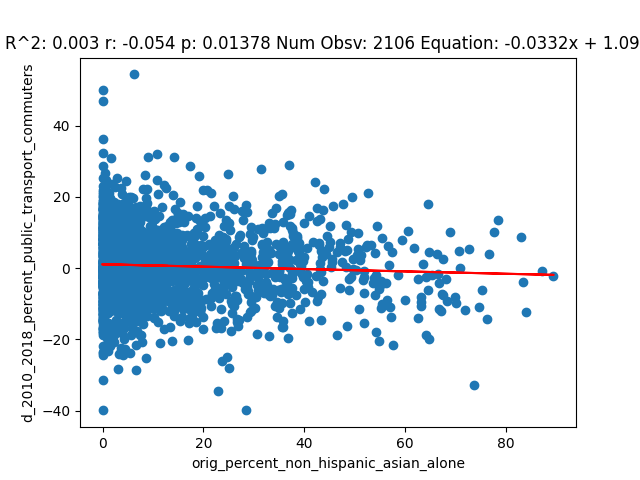 R^2: 0.003 r: -0.054 p: 0.01378 Num Obsv: 2106 Equation: -0.0332x + 1.09
d_2010_2018_percent_public_transport_commuters
40
20
0
−20
−40
0 20 40 60 80
orig_percent_non_hispanic_asian_alone